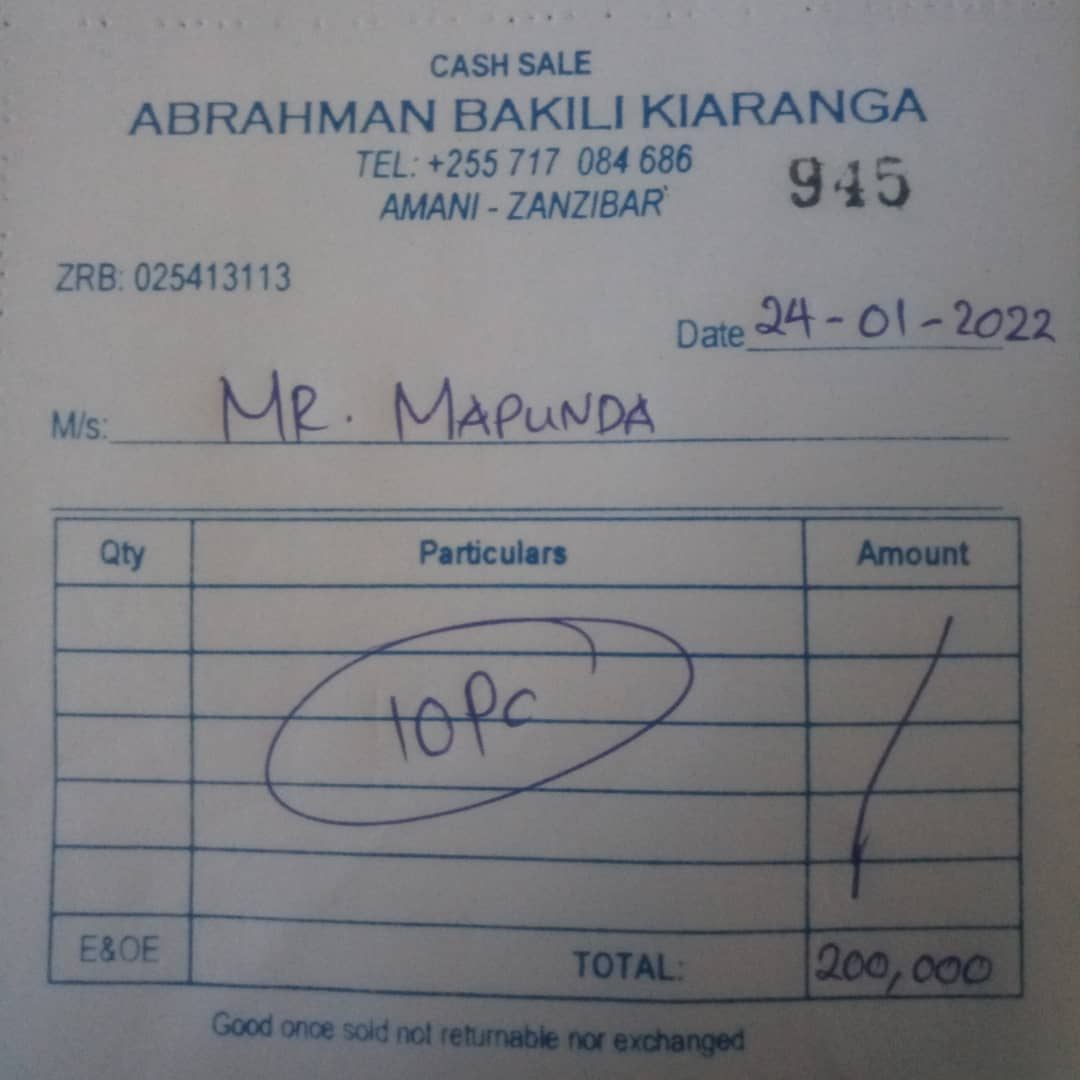 CASH SALE
ABRAHMAN BAKILI KIARANGA
TEL: +255 717 084 686
945
AMANI - ZANZIBAR
ZRB: 025413113
Date 24-01-2022
M/s: MR. MAPUNDA
Qty Particulars Amount
10Pc
E&OE TOTAL: 200,000
Good once sold not returnable nor exchanged